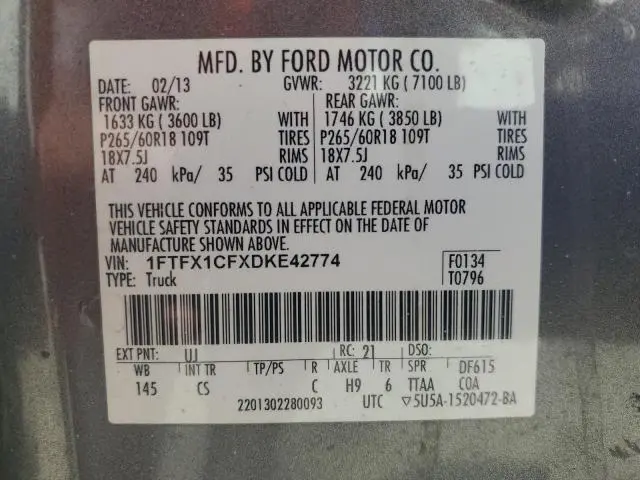 MFD. BY FORD MOTOR CO.
DATE: 02/13 GVWR: 3221 KG ( 7100 LB)
FRONT GAWR: REAR GAWR:
1633 KG ( 3600 LB) WITH 1746 KG ( 3850 LB) WITH
P265/60R18 109T TIRES P265/60R18 109T TIRES
18X7.5J RIMS 18X7.5J RIMS
AT 240 kPa/ 35 PSI COLD AT 240 kPa/ 35 PSI COLD
THIS VEHICLE CONFORMS TO ALL APPLICABLE FEDERAL MOTOR
VEHICLE SAFETY STANDARDS IN EFFECT ON THE DATE OF
MANUFACTURE SHOWN ABOVE.
VIN: 1FTFX1CFXDKE42774 F0134
TYPE: Truck T0796
EXT PNT: UJ RC: 21 DSO:
WB INT TR TP/PS R AXLE TR SPR DF615
145 CS C H9 6 TTAA COA
2201302280093 UTC ▽5U5A-1520472-BA